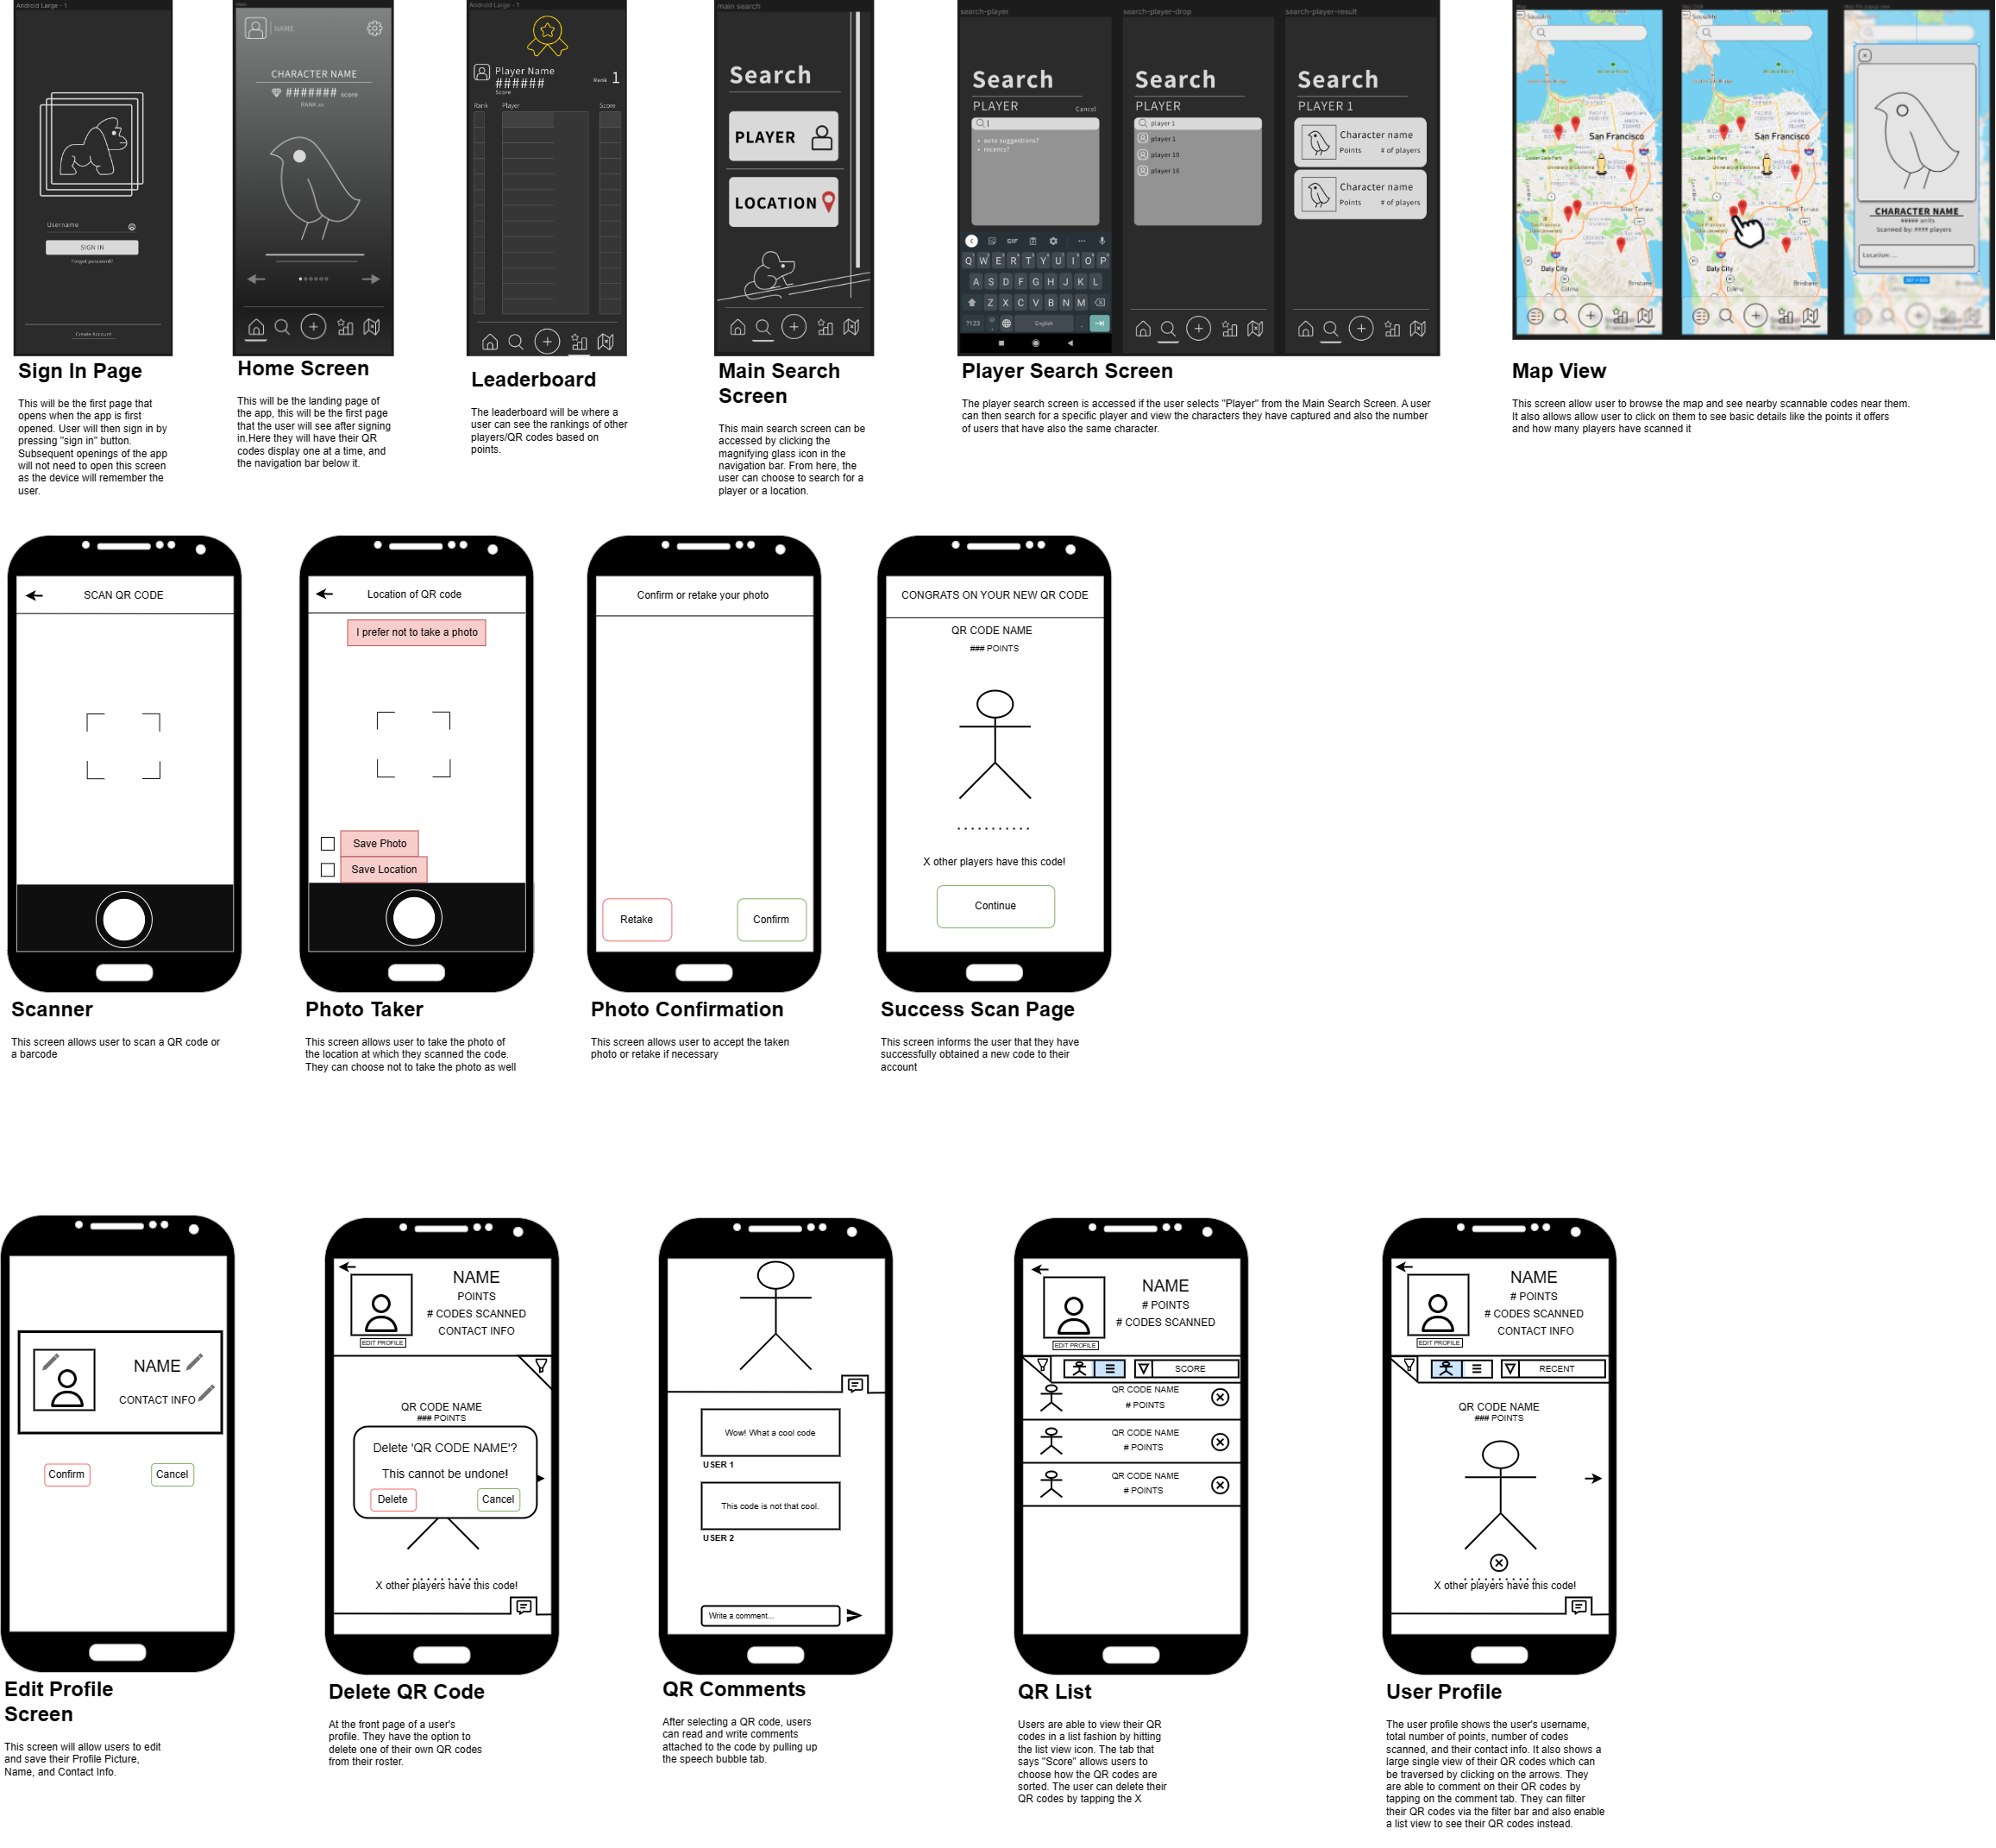 Android Large - 1
Username
SIGN IN
Forgot password?
Create Account
Sign In Page
This will be the first page that
opens when the app is first
opened. User will then sign in by
pressing "sign in" button.
Subsequent openings of the app
will not need to open this screen
as the device will remember the
user.
NAME
CHARACTER NAME
####### score
RANK xx
Home Screen
This will be the landing page of
the app, this will be the first page
that the user will see after signing
in.Here they will have their QR
codes display one at a time, and
the navigation bar below it.
Android Large - 1
Player Name
######
Score
Rank 1
Rank Player Score
Leaderboard
The leaderboard will be where a
user can see the rankings of other
players/QR codes based on
points.
main search
Search
PLAYER
LOCATION
Main Search
Screen
This main search screen can be
accessed by clicking the
magnifying glass icon in the
navigation bar. From here, the
user can choose to search for a
player or a location.
search-player
Search
PLAYER
Cancel
• auto suggestions?
• recents?
GIF
Q W E R T Y U I O P
A S D F G H J K L
Z X C V B N M
?123 English
search-player-drop
Search
PLAYER
player 1
player 1
player 10
player 16
search-player-result
Search
PLAYER 1
Character name
Points # of players
Character name
Points # of players
Player Search Screen
The player search screen is accessed if the user selects "Player" from the Main Search Screen. A user
can then search for a specific player and view the characters they have captured and also the number
of users that have also the same character.
Sausalito
San Francisco
Daly City
Colma
Brisbane
Sausalito
San Francisco
Daly City
Colma
Brisbane
CHARACTER NAME
##### units
Scanned by: #### players
Location: ...
Map View
This screen allow user to browse the map and see nearby scannable codes near them.
It also allows allow user to click on them to see basic details like the points it offers
and how many players have scanned it
SCAN QR CODE
Scanner
This screen allows user to scan a QR code or
a barcode
Location of QR code
I prefer not to take a photo
Save Photo
Save Location
Photo Taker
This screen allows user to take the photo of
the location at which they scanned the code.
They can choose not to take the photo as well
Confirm or retake your photo
Retake
Confirm
Photo Confirmation
This screen allows user to accept the taken
photo or retake if necessary
CONGRATS ON YOUR NEW QR CODE
QR CODE NAME
### POINTS
X other players have this code!
Continue
Success Scan Page
This screen informs the user that they have
successfully obtained a new code to their
account
NAME
CONTACT INFO
Confirm
Cancel
Edit Profile
Screen
This screen will allow users to edit
and save their Profile Picture,
Name, and Contact Info.
NAME
POINTS
# CODES SCANNED
CONTACT INFO
EDIT PROFILE
QR CODE NAME
### POINTS
Delete 'QR CODE NAME'?
This cannot be undone!
Delete
Cancel
X other players have this code!
Delete QR Code
At the front page of a user's
profile. They have the option to
delete one of their own QR codes
from their roster.
Wow! What a cool code
USER 1
This code is not that cool.
USER 2
Write a comment...
QR Comments
After selecting a QR code, users
can read and write comments
attached to the code by pulling up
the speech bubble tab.
NAME
# POINTS
# CODES SCANNED
EDIT PROFILE
SCORE
QR CODE NAME
# POINTS
QR CODE NAME
# POINTS
QR CODE NAME
# POINTS
QR List
Users are able to view their QR
codes in a list fashion by hitting
the list view icon. The tab that
says "Score" allows users to
choose how the QR codes are
sorted. The user can delete their
QR codes by tapping the X
NAME
# POINTS
# CODES SCANNED
CONTACT INFO
EDIT PROFILE
RECENT
QR CODE NAME
### POINTS
X other players have this code!
User Profile
The user profile shows the user's username,
total number of points, number of codes
scanned, and their contact info. It also shows a
large single view of their QR codes which can
be traversed by clicking on the arrows. They
are able to comment on their QR codes by
tapping on the comment tab. They can filter
their QR codes via the filter bar and also enable
a list view to see their QR codes instead.